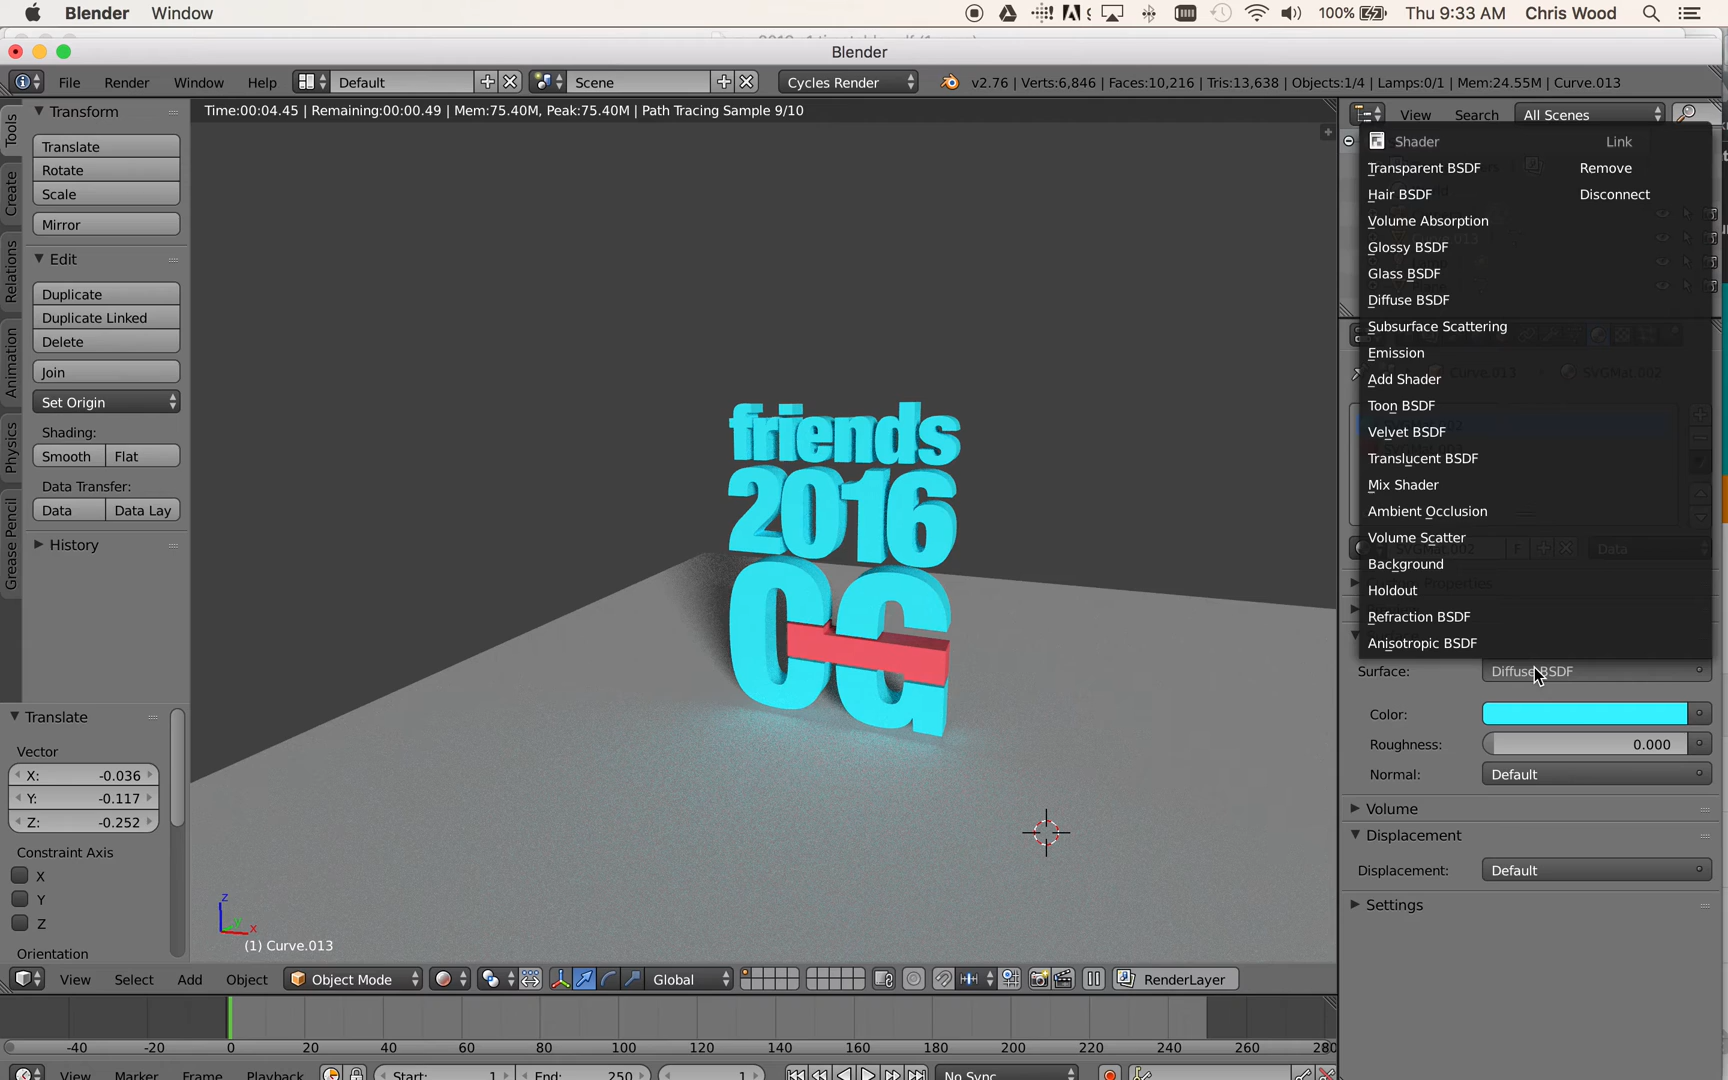 Blender Window 100% Thu 9:33 AM Chris Wood
Blender
File Render Window Help Default Scene Cycles Render v2.76 | Verts:6,846 | Faces:10,216 | Tris:13,638 | Objects:1/4 | Lamps:0/1 | Mem:24.55M | Curve.013
Time:00:04.45 | Remaining:00:00.49 | Mem:75.40M, Peak:75.40M | Path Tracing Sample 9/10
View Search All Scenes
Tools
Create
Relations
Animation
Physics
Grease Pencil
Transform
Translate
Rotate
Scale
Mirror
Edit
Duplicate
Duplicate Linked
Delete
Join
Set Origin
Shading:
Smooth Flat
Data Transfer:
Data Data Lay
History
Translate
Vector
X: -0.036
Y: -0.117
Z: -0.252
Constraint Axis
X
Y
Z
Orientation
friends
2016
CG
z
y
x
(1) Curve.013
Shader Link
Transparent BSDF Remove
Hair BSDF Disconnect
Volume Absorption
Glossy BSDF
Glass BSDF
Diffuse BSDF
Subsurface Scattering
Emission
Add Shader
Toon BSDF
Velvet BSDF
Translucent BSDF
Mix Shader
Ambient Occlusion
Volume Scatter
Background
Holdout
Refraction BSDF
Anisotropic BSDF
Curve.013 SVGMat.002
SVGMat.002 F Data
Surface: Diffuse BSDF
Color:
Roughness: 0.000
Normal: Default
Volume
Displacement
Displacement: Default
Settings
View Select Add Object Object Mode Global RenderLayer
-40 -20 0 20 40 60 80 100 120 140 160 180 200 220 240 260 280
View Marker Frame Playback Start: 1 End: 250 1 No Sync